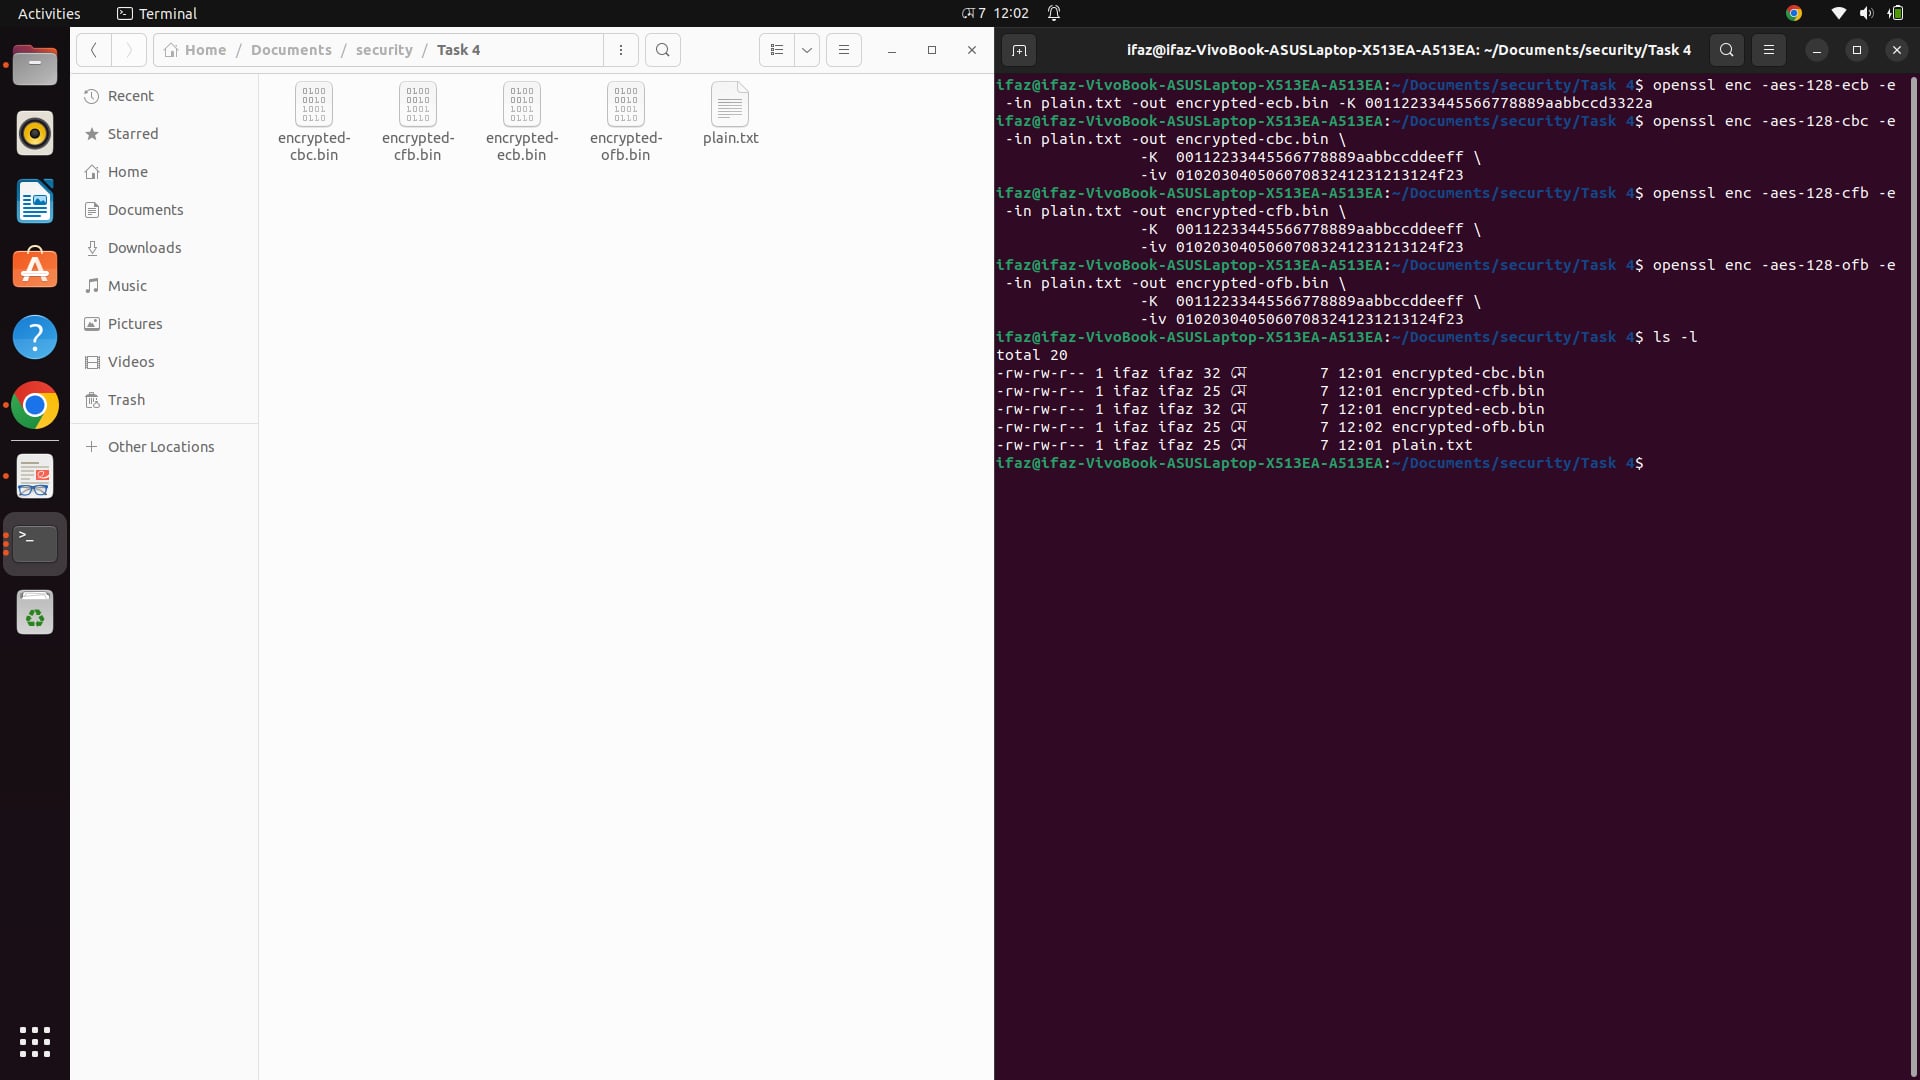 Activities Terminal মে 7 12:02
Home / Documents / security / Task 4
Recent
Starred
Home
Documents
Downloads
Music
Pictures
Videos
Trash
Other Locations
encrypted-
cbc.bin
encrypted-
cfb.bin
encrypted-
ecb.bin
encrypted-
ofb.bin
plain.txt
ifaz@ifaz-VivoBook-ASUSLaptop-X513EA-A513EA: ~/Documents/security/Task 4
ifaz@ifaz-VivoBook-ASUSLaptop-X513EA-A513EA:~/Documents/security/Task 4$ openssl enc -aes-128-ecb -e
-in plain.txt -out encrypted-ecb.bin -K 00112233445566778889aabbccd3322a
ifaz@ifaz-VivoBook-ASUSLaptop-X513EA-A513EA:~/Documents/security/Task 4$ openssl enc -aes-128-cbc -e
-in plain.txt -out encrypted-cbc.bin \
-K 00112233445566778889aabbccddeeff \
-iv 01020304050607083241231213124f23
ifaz@ifaz-VivoBook-ASUSLaptop-X513EA-A513EA:~/Documents/security/Task 4$ openssl enc -aes-128-cfb -e
-in plain.txt -out encrypted-cfb.bin \
-K 00112233445566778889aabbccddeeff \
-iv 01020304050607083241231213124f23
ifaz@ifaz-VivoBook-ASUSLaptop-X513EA-A513EA:~/Documents/security/Task 4$ openssl enc -aes-128-ofb -e
-in plain.txt -out encrypted-ofb.bin \
-K 00112233445566778889aabbccddeeff \
-iv 01020304050607083241231213124f23
ifaz@ifaz-VivoBook-ASUSLaptop-X513EA-A513EA:~/Documents/security/Task 4$ ls -l
total 20
-rw-rw-r-- 1 ifaz ifaz 32 মে 7 12:01 encrypted-cbc.bin
-rw-rw-r-- 1 ifaz ifaz 25 মে 7 12:01 encrypted-cfb.bin
-rw-rw-r-- 1 ifaz ifaz 32 মে 7 12:01 encrypted-ecb.bin
-rw-rw-r-- 1 ifaz ifaz 25 মে 7 12:02 encrypted-ofb.bin
-rw-rw-r-- 1 ifaz ifaz 25 মে 7 12:01 plain.txt
ifaz@ifaz-VivoBook-ASUSLaptop-X513EA-A513EA:~/Documents/security/Task 4$